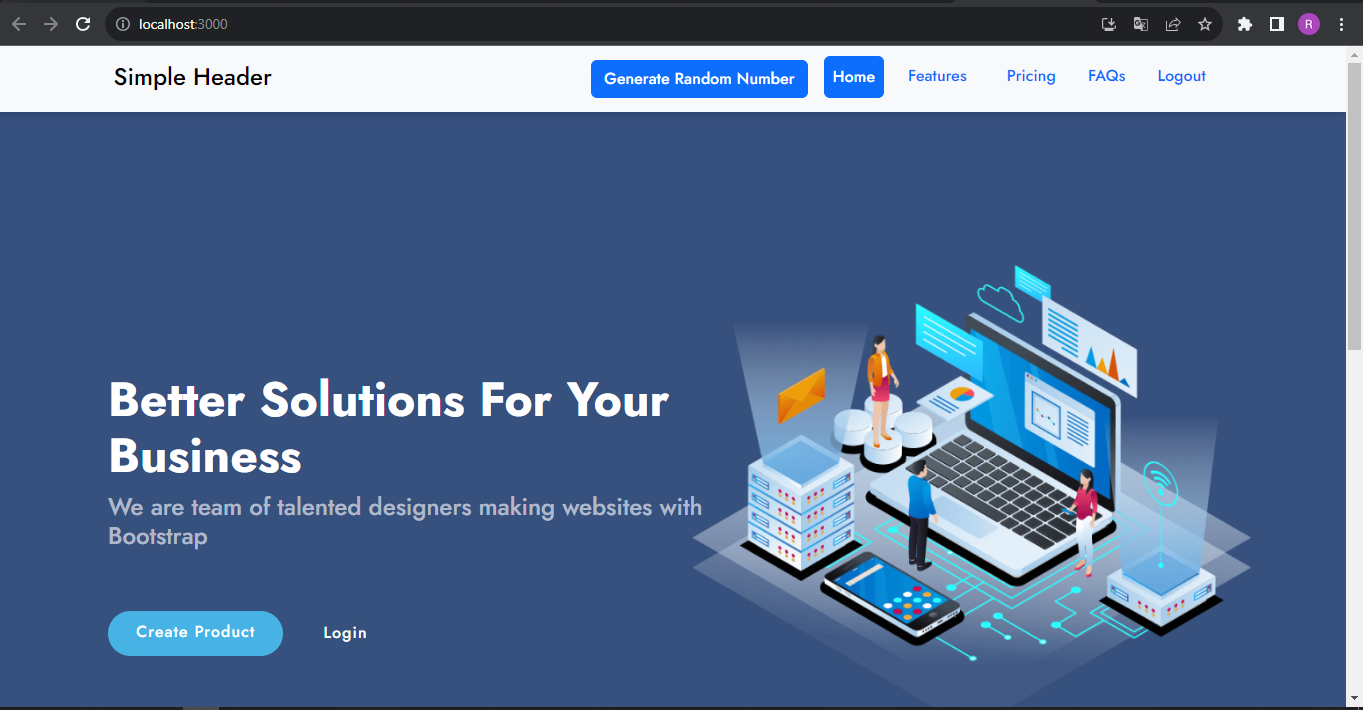 localhost:3000
R
Simple Header
Generate Random Number
Home
Features
Pricing
FAQs
Logout
Better Solutions For Your
Business
We are team of talented designers making websites with
Bootstrap
Create Product
Login